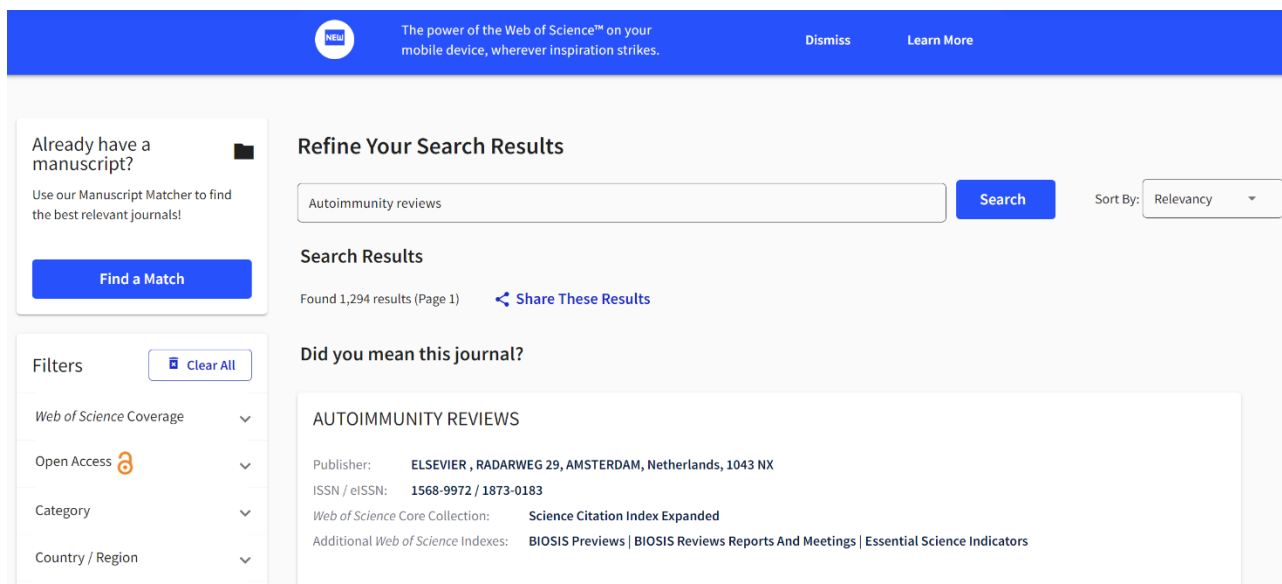 NEW
The power of the Web of Science™ on your
mobile device, wherever inspiration strikes.
Dismiss
Learn More
Already have a
manuscript?
Use our Manuscript Matcher to find
the best relevant journals!
Find a Match
Filters
Clear All
Web of Science Coverage
Open Access
Category
Country / Region
Refine Your Search Results
Autoimmunity reviews
Search
Sort By: Relevancy
Search Results
Found 1,294 results (Page 1)
Share These Results
Did you mean this journal?
AUTOIMMUNITY REVIEWS
Publisher: ELSEVIER , RADARWEG 29, AMSTERDAM, Netherlands, 1043 NX
ISSN / eISSN: 1568-9972 / 1873-0183
Web of Science Core Collection: Science Citation Index Expanded
Additional Web of Science Indexes: BIOSIS Previews | BIOSIS Reviews Reports And Meetings | Essential Science Indicators